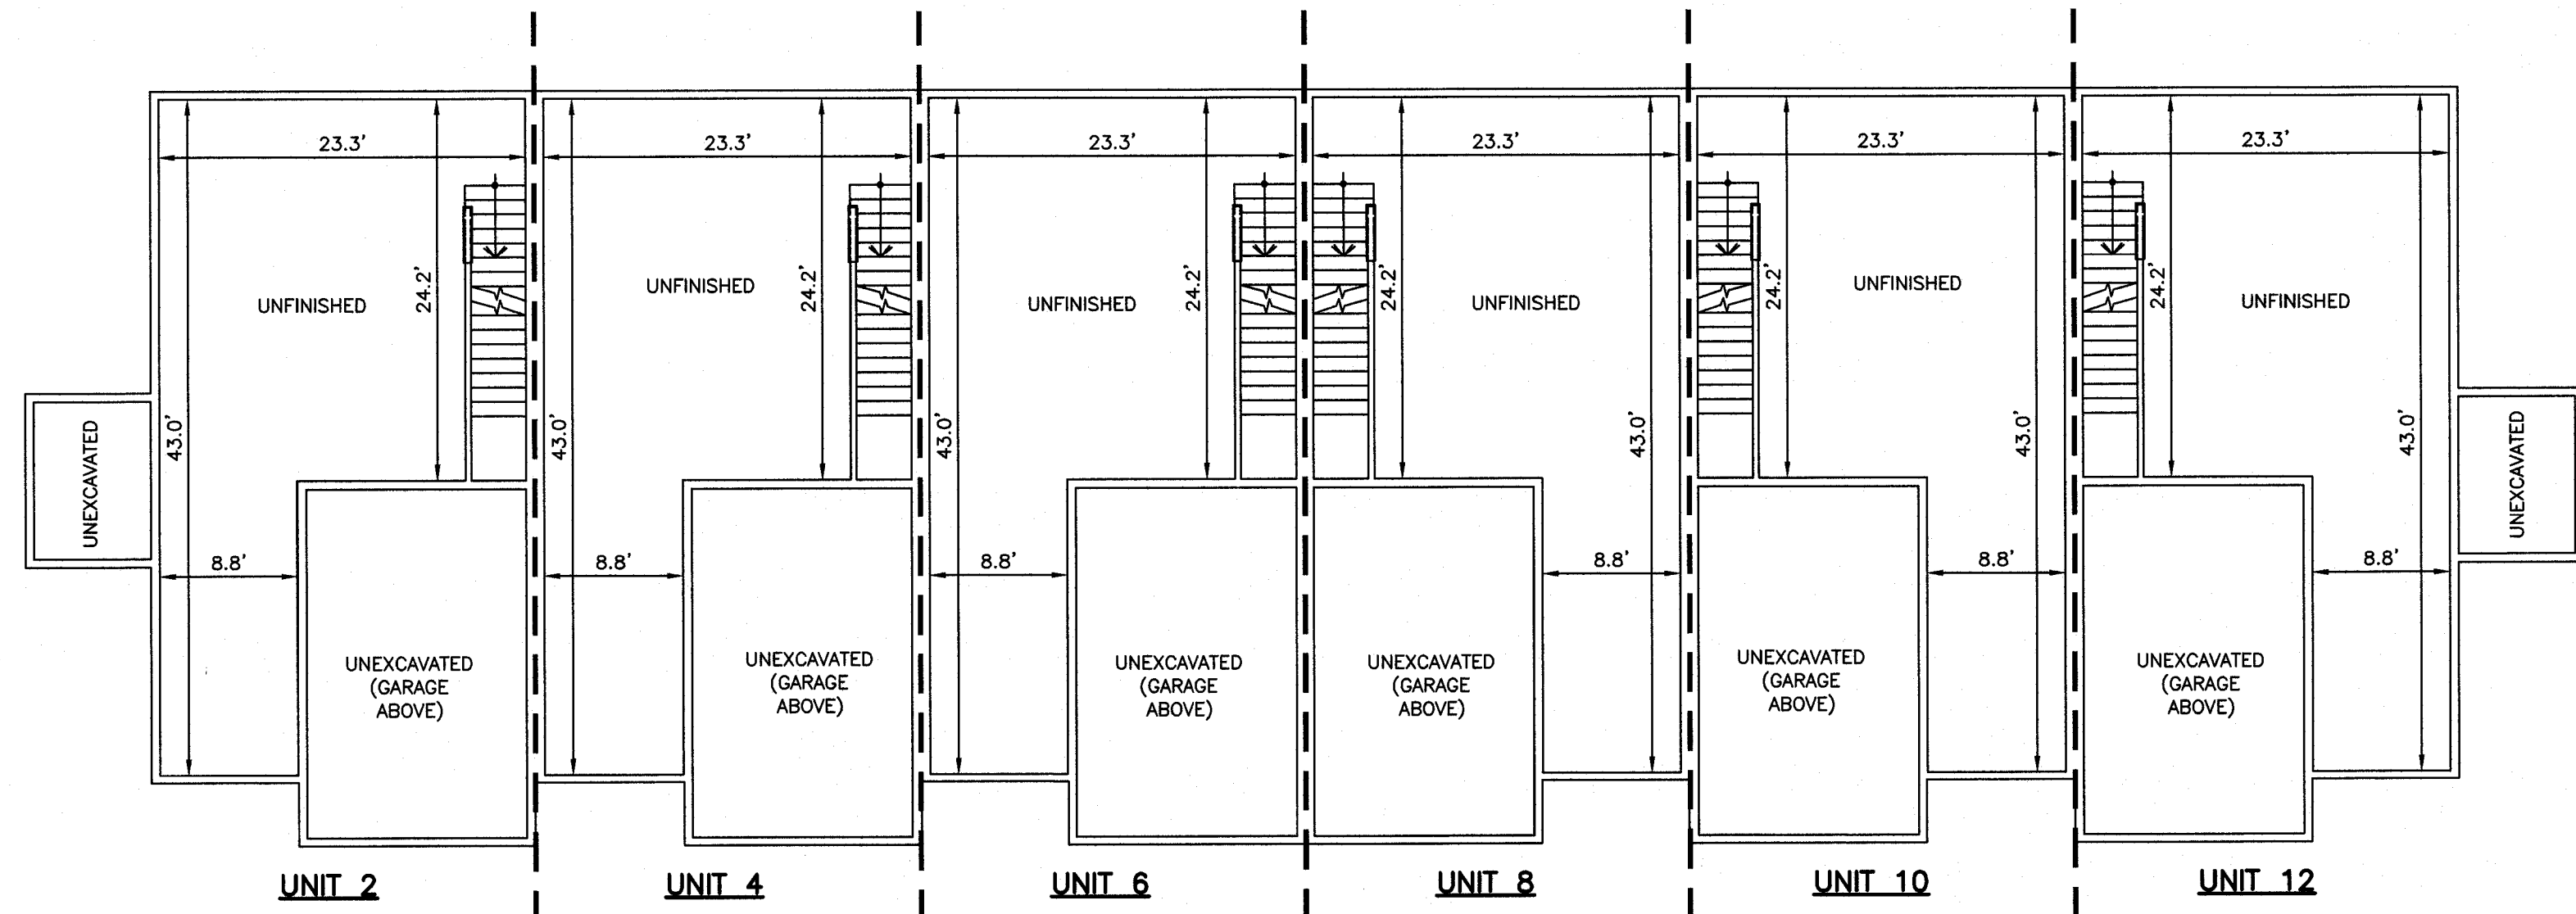 23.3' 23.3' 23.3' 23.3' 23.3' 23.3'
24.2' 24.2' 24.2' 24.2' 24.2' 24.2'
UNFINISHED UNFINISHED UNFINISHED UNFINISHED UNFINISHED UNFINISHED
43.0' 43.0' 43.0' 43.0' 43.0' 43.0'
UNEXCAVATED UNEXCAVATED
8.8' 8.8' 8.8' 8.8' 8.8' 8.8'
UNEXCAVATED UNEXCAVATED UNEXCAVATED UNEXCAVATED UNEXCAVATED UNEXCAVATED
(GARAGE (GARAGE (GARAGE (GARAGE (GARAGE (GARAGE
ABOVE) ABOVE) ABOVE) ABOVE) ABOVE) ABOVE)
UNIT 2 UNIT 4 UNIT 6 UNIT 8 UNIT 10 UNIT 12